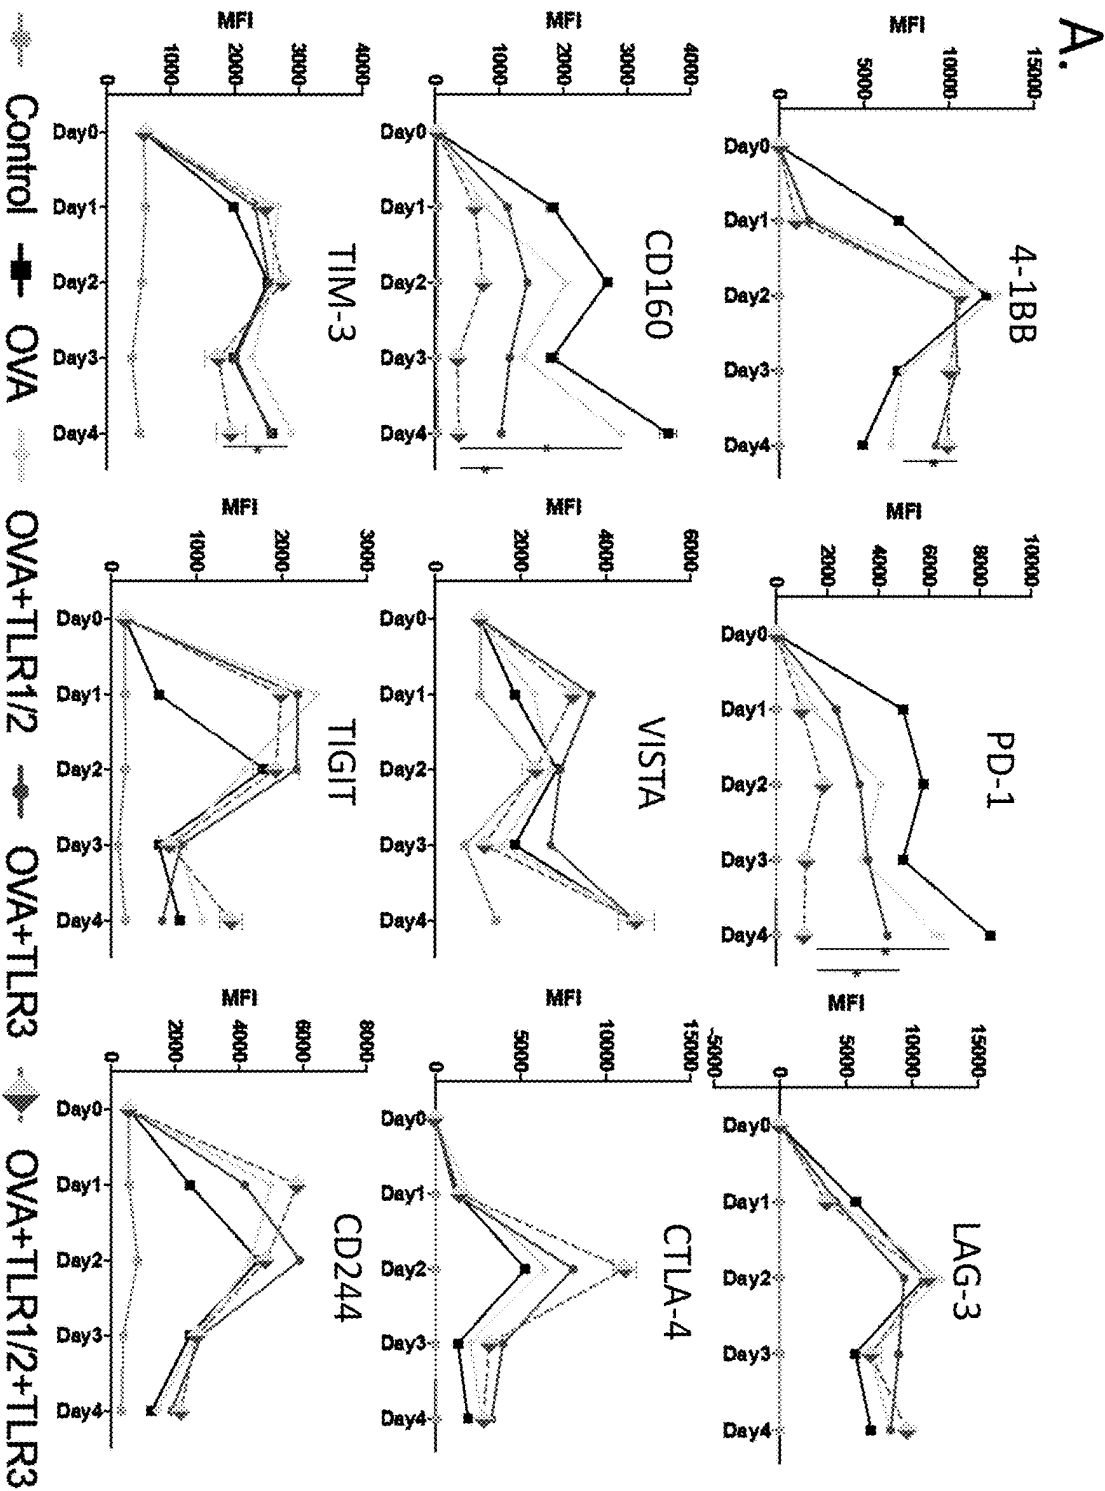 A.
4-1BB
MFI
15000
10000
5000
0
Day0 Day1 Day2 Day3 Day4
*
PD-1
MFI
10000
8000
6000
4000
2000
0
Day0 Day1 Day2 Day3 Day4
*
*
LAG-3
MFI
15000
10000
5000
0
-5000
Day0 Day1 Day2 Day3 Day4
CD160
MFI
4000
3000
2000
1000
0
Day0 Day1 Day2 Day3 Day4
*
*
VISTA
MFI
6000
4000
2000
0
Day0 Day1 Day2 Day3 Day4
CTLA-4
MFI
15000
10000
5000
0
Day0 Day1 Day2 Day3 Day4
TIM-3
MFI
4000
3000
2000
1000
0
Day0 Day1 Day2 Day3 Day4
*
TIGIT
MFI
3000
2000
1000
0
Day0 Day1 Day2 Day3 Day4
CD244
MFI
8000
6000
4000
2000
0
Day0 Day1 Day2 Day3 Day4
Control OVA OVA+TLR1/2 OVA+TLR3 OVA+TLR1/2+TLR3